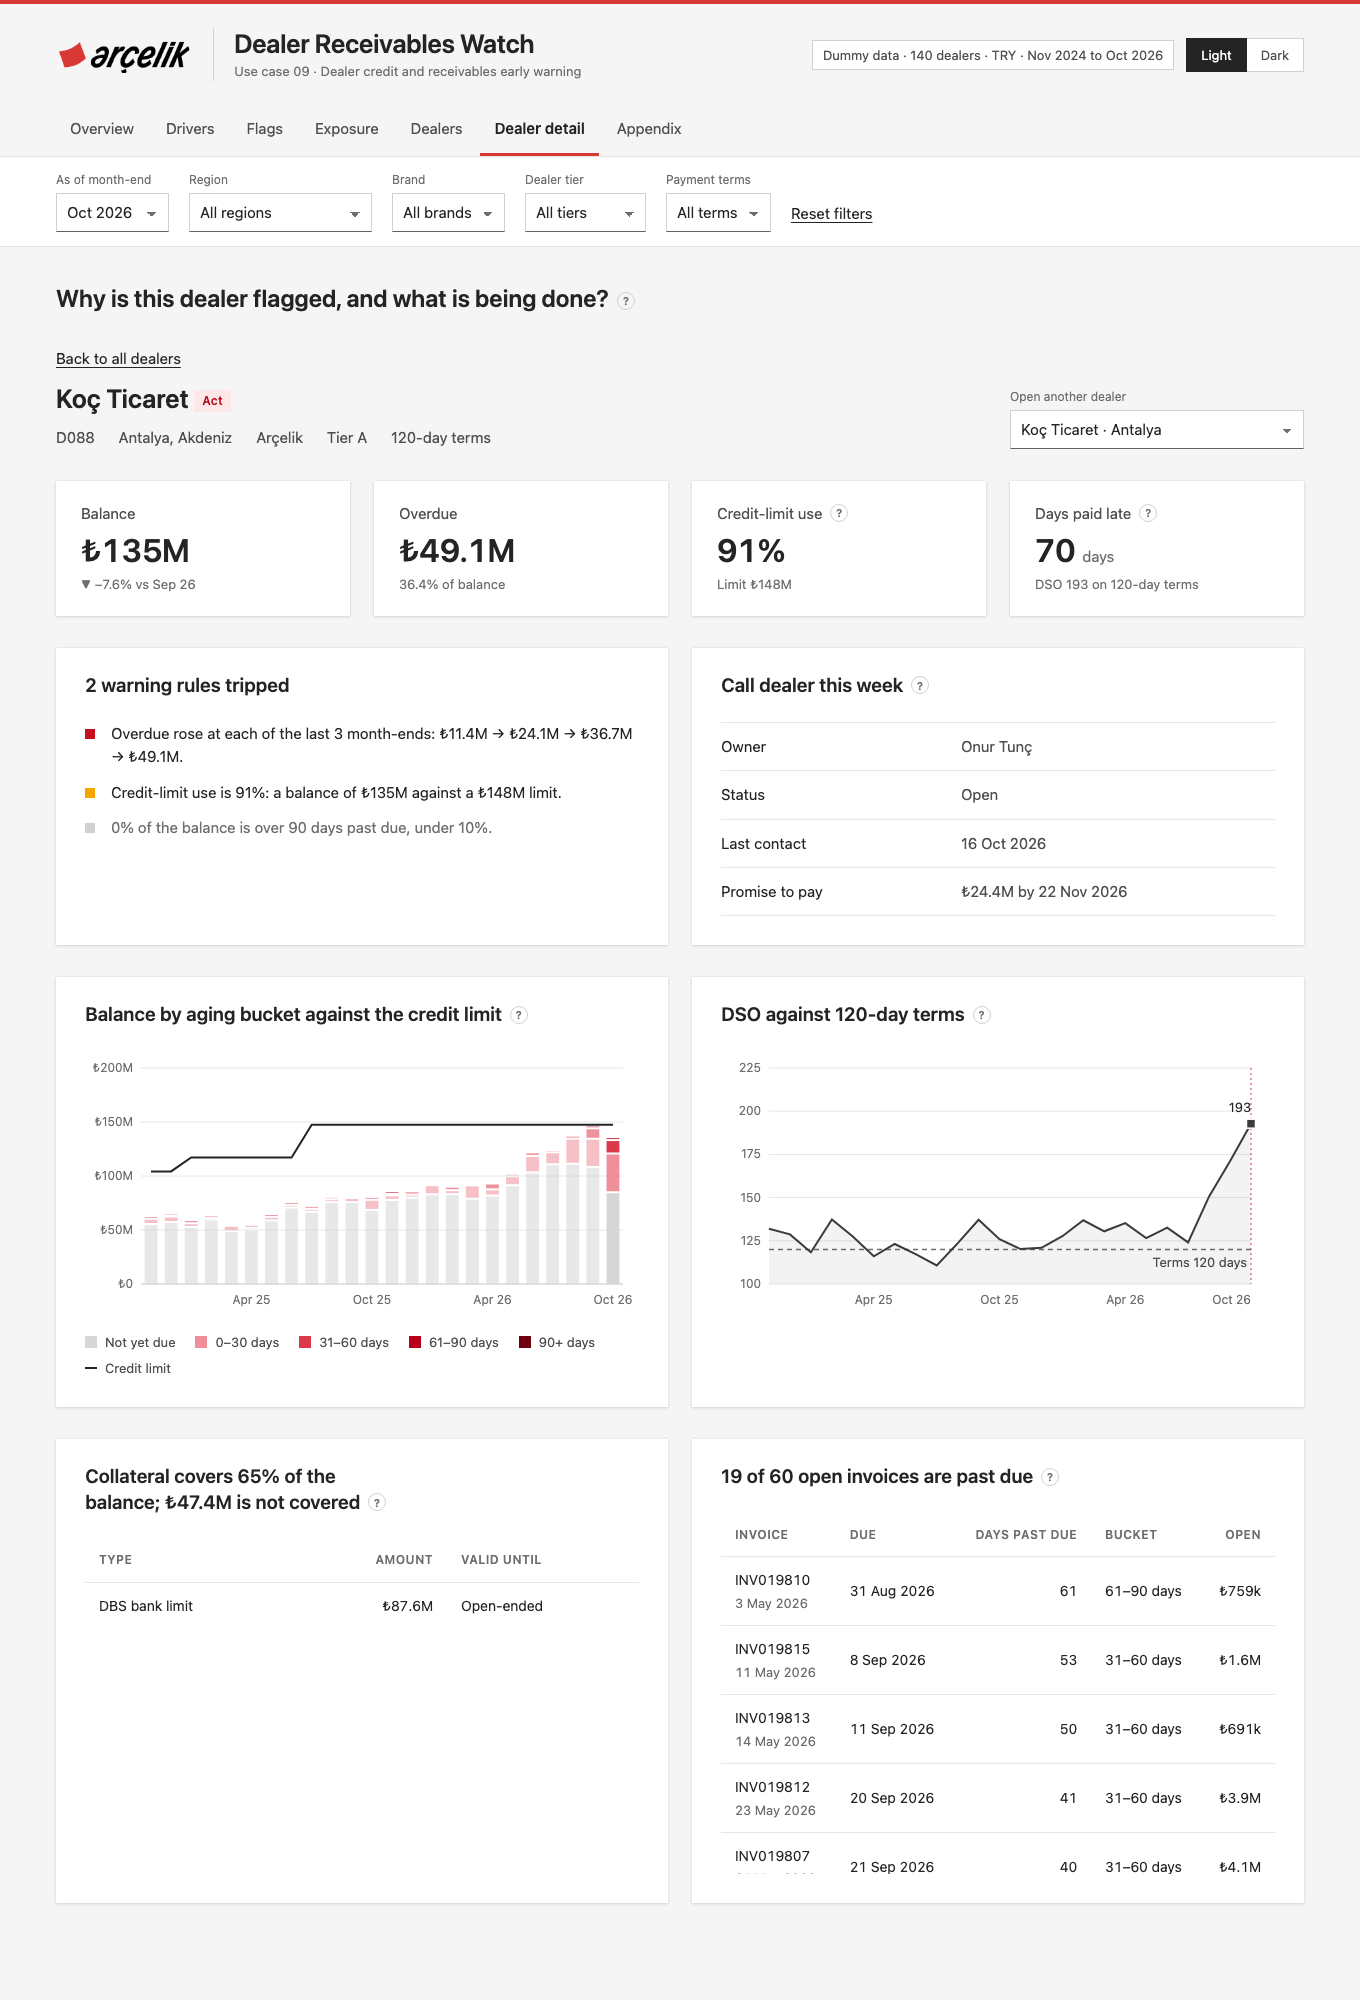 arçelik
Dealer Receivables Watch
Use case 09 · Dealer credit and receivables early warning
Dummy data · 140 dealers · TRY · Nov 2024 to Oct 2026
Light
Dark
Overview
Drivers
Flags
Exposure
Dealers
Dealer detail
Appendix
As of month-end
Region
Brand
Dealer tier
Payment terms
Oct 2026
All regions
All brands
All tiers
All terms
Reset filters
Why is this dealer flagged, and what is being done? ?
Back to all dealers
Koç Ticaret Act
D088 Antalya, Akdeniz Arçelik Tier A 120-day terms
Open another dealer
Koç Ticaret · Antalya
Balance
₺135M
▼ −7.6% vs Sep 26
Overdue
₺49.1M
36.4% of balance
Credit-limit use ?
91%
Limit ₺148M
Days paid late ?
70 days
DSO 193 on 120-day terms
2 warning rules tripped
Overdue rose at each of the last 3 month-ends: ₺11.4M → ₺24.1M → ₺36.7M
→ ₺49.1M.
Credit-limit use is 91%: a balance of ₺135M against a ₺148M limit.
0% of the balance is over 90 days past due, under 10%.
Call dealer this week ?
Owner Onur Tunç
Status Open
Last contact 16 Oct 2026
Promise to pay ₺24.4M by 22 Nov 2026
Balance by aging bucket against the credit limit ?
₺200M
₺150M
₺100M
₺50M
₺0
Apr 25 Oct 25 Apr 26 Oct 26
Not yet due 0–30 days 31–60 days 61–90 days 90+ days
Credit limit
DSO against 120-day terms ?
225
200
175
150
125
100
193
Terms 120 days
Apr 25 Oct 25 Apr 26 Oct 26
Collateral covers 65% of the
balance; ₺47.4M is not covered ?
TYPE AMOUNT VALID UNTIL
DBS bank limit ₺87.6M Open-ended
19 of 60 open invoices are past due ?
INVOICE DUE DAYS PAST DUE BUCKET OPEN
INV019810 31 Aug 2026 61 61–90 days ₺759k
3 May 2026
INV019815 8 Sep 2026 53 31–60 days ₺1.6M
11 May 2026
INV019813 11 Sep 2026 50 31–60 days ₺691k
14 May 2026
INV019812 20 Sep 2026 41 31–60 days ₺3.9M
23 May 2026
INV019807 21 Sep 2026 40 31–60 days ₺4.1M